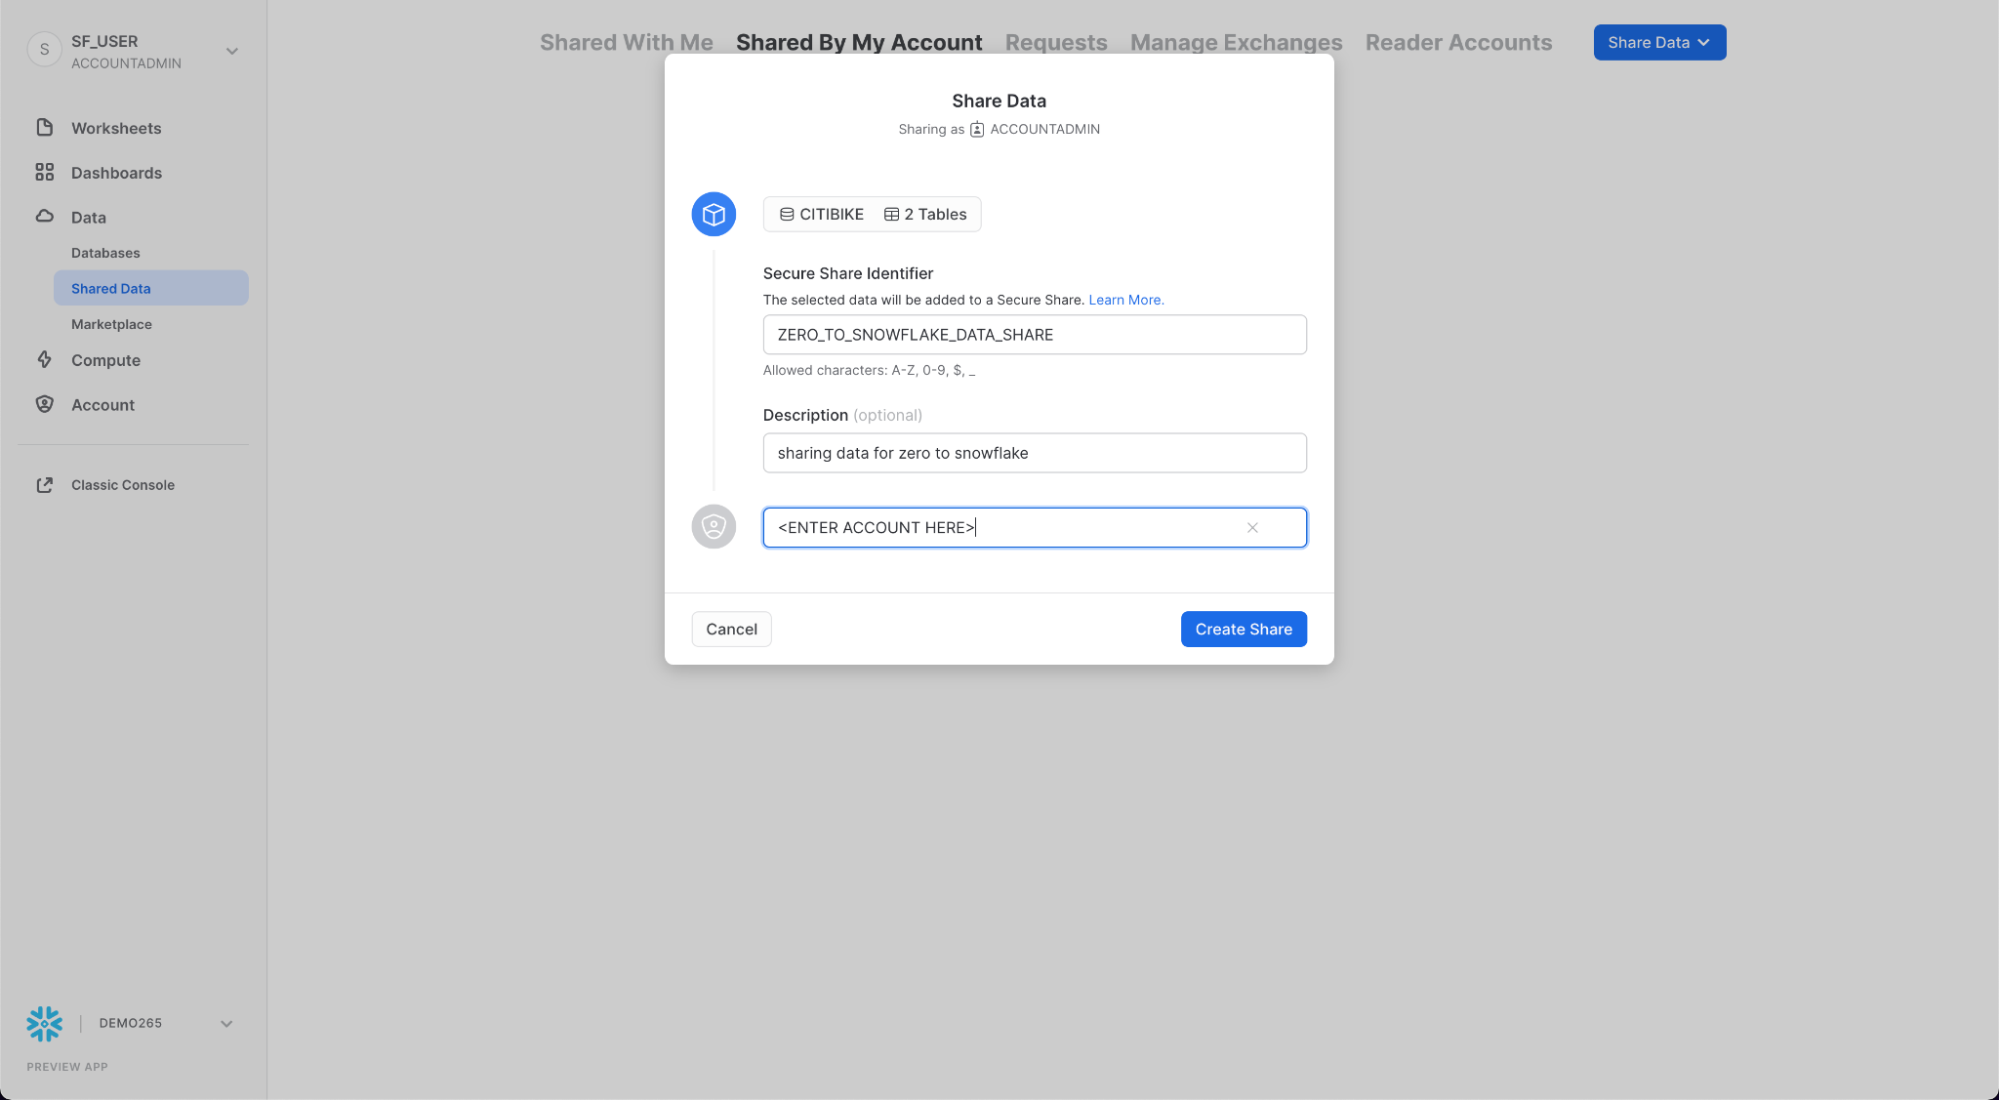 S
SF_USER
ACCOUNTADMIN
Worksheets
Dashboards
Data
Databases
Shared Data
Marketplace
Compute
Account
Classic Console
DEMO265
PREVIEW APP
Shared With Me Shared By My Account Requests Manage Exchanges Reader Accounts Share Data
Share Data
Sharing as ACCOUNTADMIN
CITIBIKE 2 Tables
Secure Share Identifier
The selected data will be added to a Secure Share. Learn More.
ZERO_TO_SNOWFLAKE_DATA_SHARE
Allowed characters: A-Z, 0-9, $, _
Description (optional)
sharing data for zero to snowflake
<ENTER ACCOUNT HERE>
Cancel Create Share